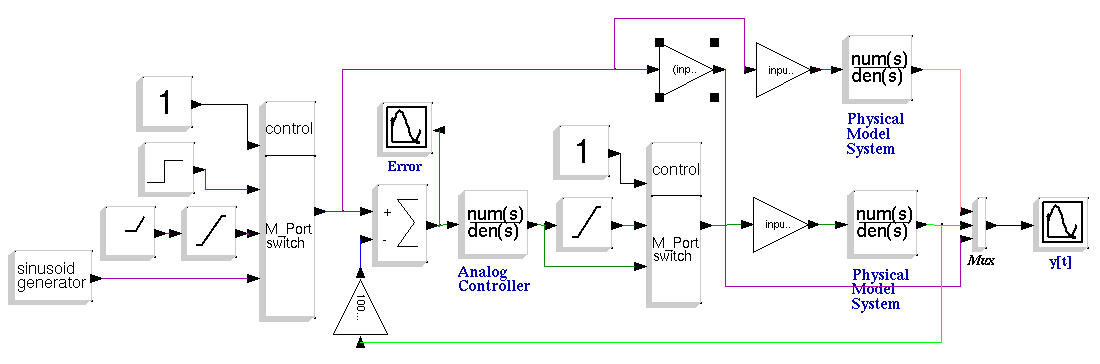 (inp..
inpu..
num(s)
den(s)
Physical
Model
System
1
control
M_Port
switch
sinusoid
generator
Error
+
-
Σ
100...
num(s)
den(s)
Analog
Controller
1
control
M_Port
switch
inpu..
num(s)
den(s)
Physical
Model
System
Mux
y[t]